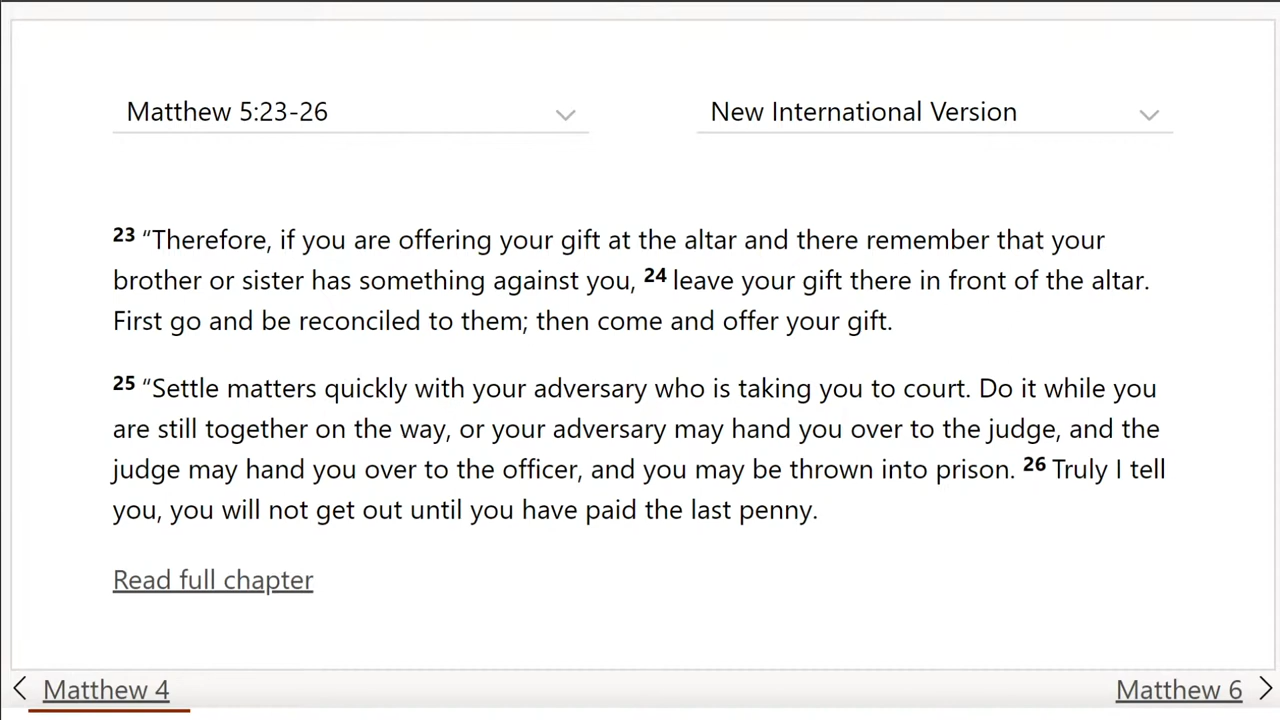 Matthew 5:23-26
New International Version
23 “Therefore, if you are offering your gift at the altar and there remember that your
brother or sister has something against you, 24 leave your gift there in front of the altar.
First go and be reconciled to them; then come and offer your gift.
25 “Settle matters quickly with your adversary who is taking you to court. Do it while you
are still together on the way, or your adversary may hand you over to the judge, and the
judge may hand you over to the officer, and you may be thrown into prison. 26 Truly I tell
you, you will not get out until you have paid the last penny.
Read full chapter
Matthew 4
Matthew 6